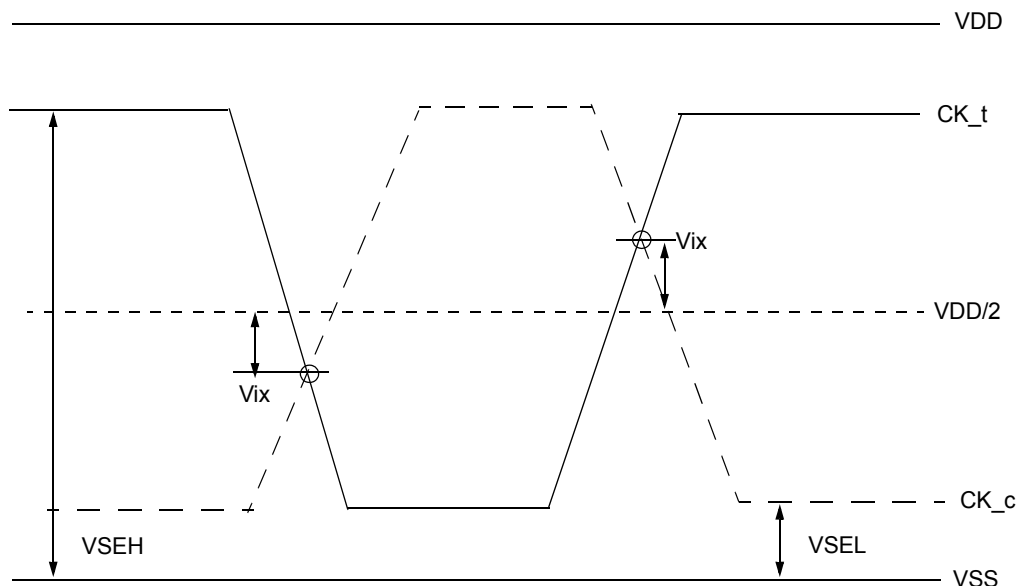 VDD
CK_t
Vix
VDD/2
Vix
CK_c
VSEH
VSEL
VSS